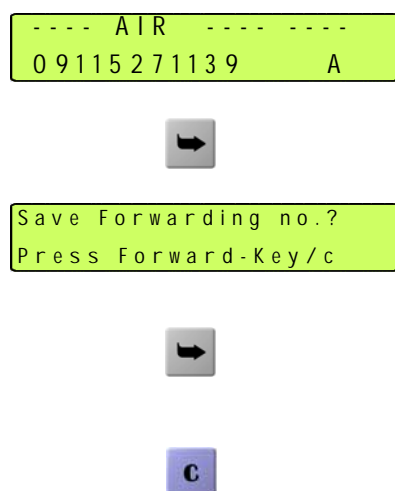 ---- AIR ---- ----
09115271139 A
Save Forwarding no.?
Press Forward-Key/c
c